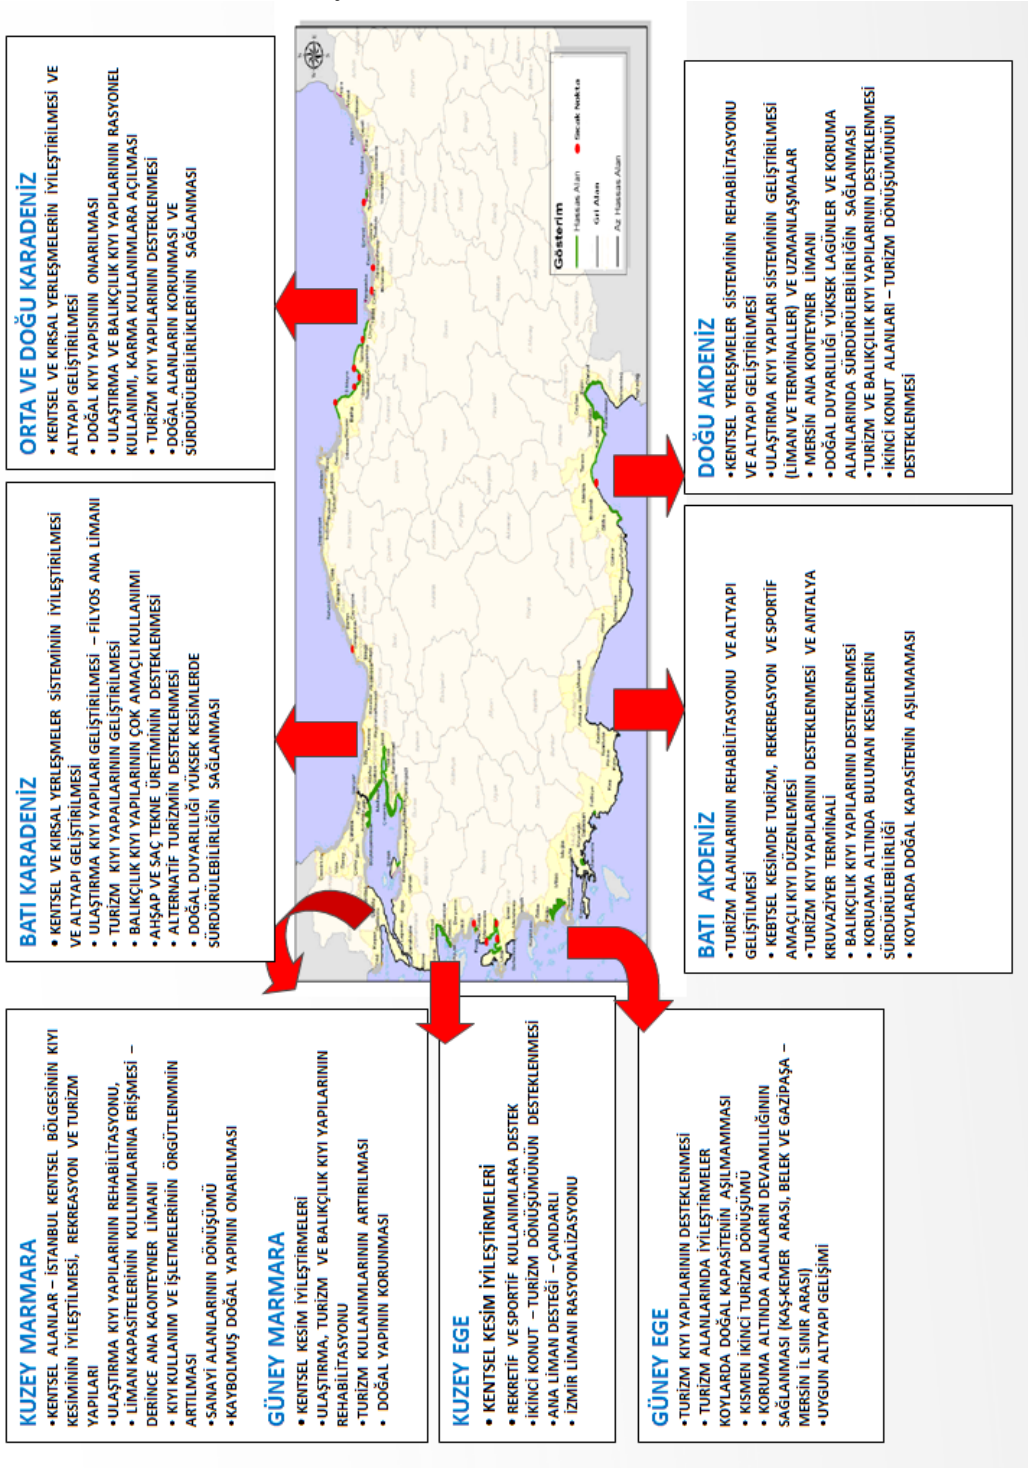 KUZEY MARMARA
•KENTSEL ALANLAR – İSTANBUL KENTSEL BÖLGESİNİN KIYI
KESİMİNİN İYİLEŞTİLMESİ, REKREASYON VE TURİZM
YAPILARI
•ULAŞTIRMA KIYI YAPILARININ REHABİLİTASYONU,
• LİMAN KAPASİTELERİNİN KULLNIMLARINA ERİŞMESİ –
DERİNCE ANA KAONTEYNER LİMANI
• KIYI KULLANIM VE İŞLETMELERİNİN ÖRGÜTLENMNİN
ARTILMASI
•SANAYİ ALANLARININ DÖNÜŞÜMÜ
•KAYBOLMUŞ DOĞAL YAPININ ONARILMASI
GÜNEY MARMARA
• KENTSEL KESİM İYİLEŞTİRMELERİ
•ULAŞTIRMA, TURİZM VE BALIKÇILIK KIYI YAPILARININ
REHABİLİTASYONU
•TURİZM KULLANIMLARININ ARTIRILMASI
• DOĞAL YAPININ KORUNMASI
KUZEY EGE
• KENTSEL KESİM İYİLEŞTİRMELERİ
• REKRETİF VE SPORTİF KULLANIMLARA DESTEK
•İKİNCİ KONUT – TURİZM DÖNÜŞÜMÜNÜN DESTEKLENMESİ
•ANA LİMAN DESTEĞİ – ÇANDARLI
• İZMİR LİMANI RASYONALİZASYONU
GÜNEY EGE
•TURİZM KIYI YAPILARININ DESTEKLENMESİ
• TURİZM ALANLARINDA İYİLEŞTİRMELER
KOYLARDA DOĞAL KAPASİTENİN AŞILMAMMASI
• KISMEN İKİNCİ TURİZM DÖNÜŞÜMÜ
• KORUMA ALTINDA ALANLARIN DEVAMLILIĞININ
SAĞLANMASI (KAŞ-KEMER ARASI, BELEK VE GAZİPAŞA –
MERSİN İL SINIR ARASI)
•UYGUN ALTYAPI GELİŞİMİ
BATI KARADENİZ
• KENTSEL VE KIRSAL YERLEŞMELER SİSTEMİNİN İYİLEŞTİRİLMESİ
VE ALTYAPI GELİŞTİRİLMESİ
• ULAŞTIRMA KIYI YAPILARI GELİŞTİRİLMESİ – FİLYOS ANA LİMANI
• TURİZM KIYI YAPAILARININ GELİŞTİRİLMESİ
• BALIKÇILIK KIYI YAPILARININ ÇOK AMAÇLI KULLANIMI
•AHŞAP VE SAÇ TEKNE ÜRETİMİNİN DESTEKLENMESİ
• ALTERNATİF TURİZMİN DESTEKLENMESİ
• DOĞAL DUYARLILIĞI YÜKSEK KESİMLERDE
SÜRDÜRÜLEBİLİRLİĞİN SAĞLANMASI
ORTA VE DOĞU KARADENİZ
• KENTSEL VE KIRSAL YERLEŞMELERİN İYİLEŞTİRİLMESİ VE
ALTYAPI GELİŞTİRİLMESİ
• DOĞAL KIYI YAPISININ ONARILMASI
• ULAŞTIRMA VE BALIKÇILIK KIYI YAPILARININ RASYONEL
KULLANIMI, KARMA KULLANIMLARA AÇILMASI
• TURİZM KIYI YAPILARININ DESTEKLENMESİ
•DOĞAL ALANLARIN KORUNMASI VE
SÜRDÜRÜLEBİLİRLİKLERİNİN SAĞLANMASI
Gösterim
Hassas Alan
Sıcak Nokta
Gri Alan
Az Hassas Alan
BATI AKDENİZ
•TURİZM ALANLARININ REHABİLİTASYONU VE ALTYAPI
GELİŞTİLMESİ
• KEBTSEL KESİMDE TURİZM, REKEREASYON VE SPORTİF
AMAÇLI KIYI DÜZENLEMESİ
•TURİZM KIYI YAPILARININ DESTEKLENMESİ VE ANTALYA
KRUVAZİYER TERMİNALİ
• BALIKÇILIK KIYI YAPILARININ DESTEKLENMESİ
• KORUAMA ALTINDA BULUNAN KESİMLERİN
SÜRDÜRÜLEBİLİRLİĞİ
• KOYLARDA DOĞAL KAPASİTENİN AŞILMAMASI
DOĞU AKDENİZ
•KENTSEL YERLEŞMELER SİSTEMİNİN REHABİLİTASYONU
VE ALTYAPI GELİŞTİRİLMESİ
•ULAŞTIRMA KIYI YAPILARI SİSTEMİNİN GELİŞTİRİLMESİ
(LİMAN VE TERMİNALLER) VE UZMANLAŞMALAR
• MERSİN ANA KONTEYNER LİMANI
•DOĞAL DUYARLILIĞI YÜKSEK LAGÜNLER VE KORUMA
ALANLARINDA SÜRDÜRÜLEBİLİRLİĞİN SAĞLANMASI
•TURİZM VE BALIKÇILIK KIYI YAPILARININ DESTEKLENMESİ
•İKİNCİ KONUT ALANLARI – TURİZM DÖNÜŞÜMÜNÜN
DESTEKLENMESİ